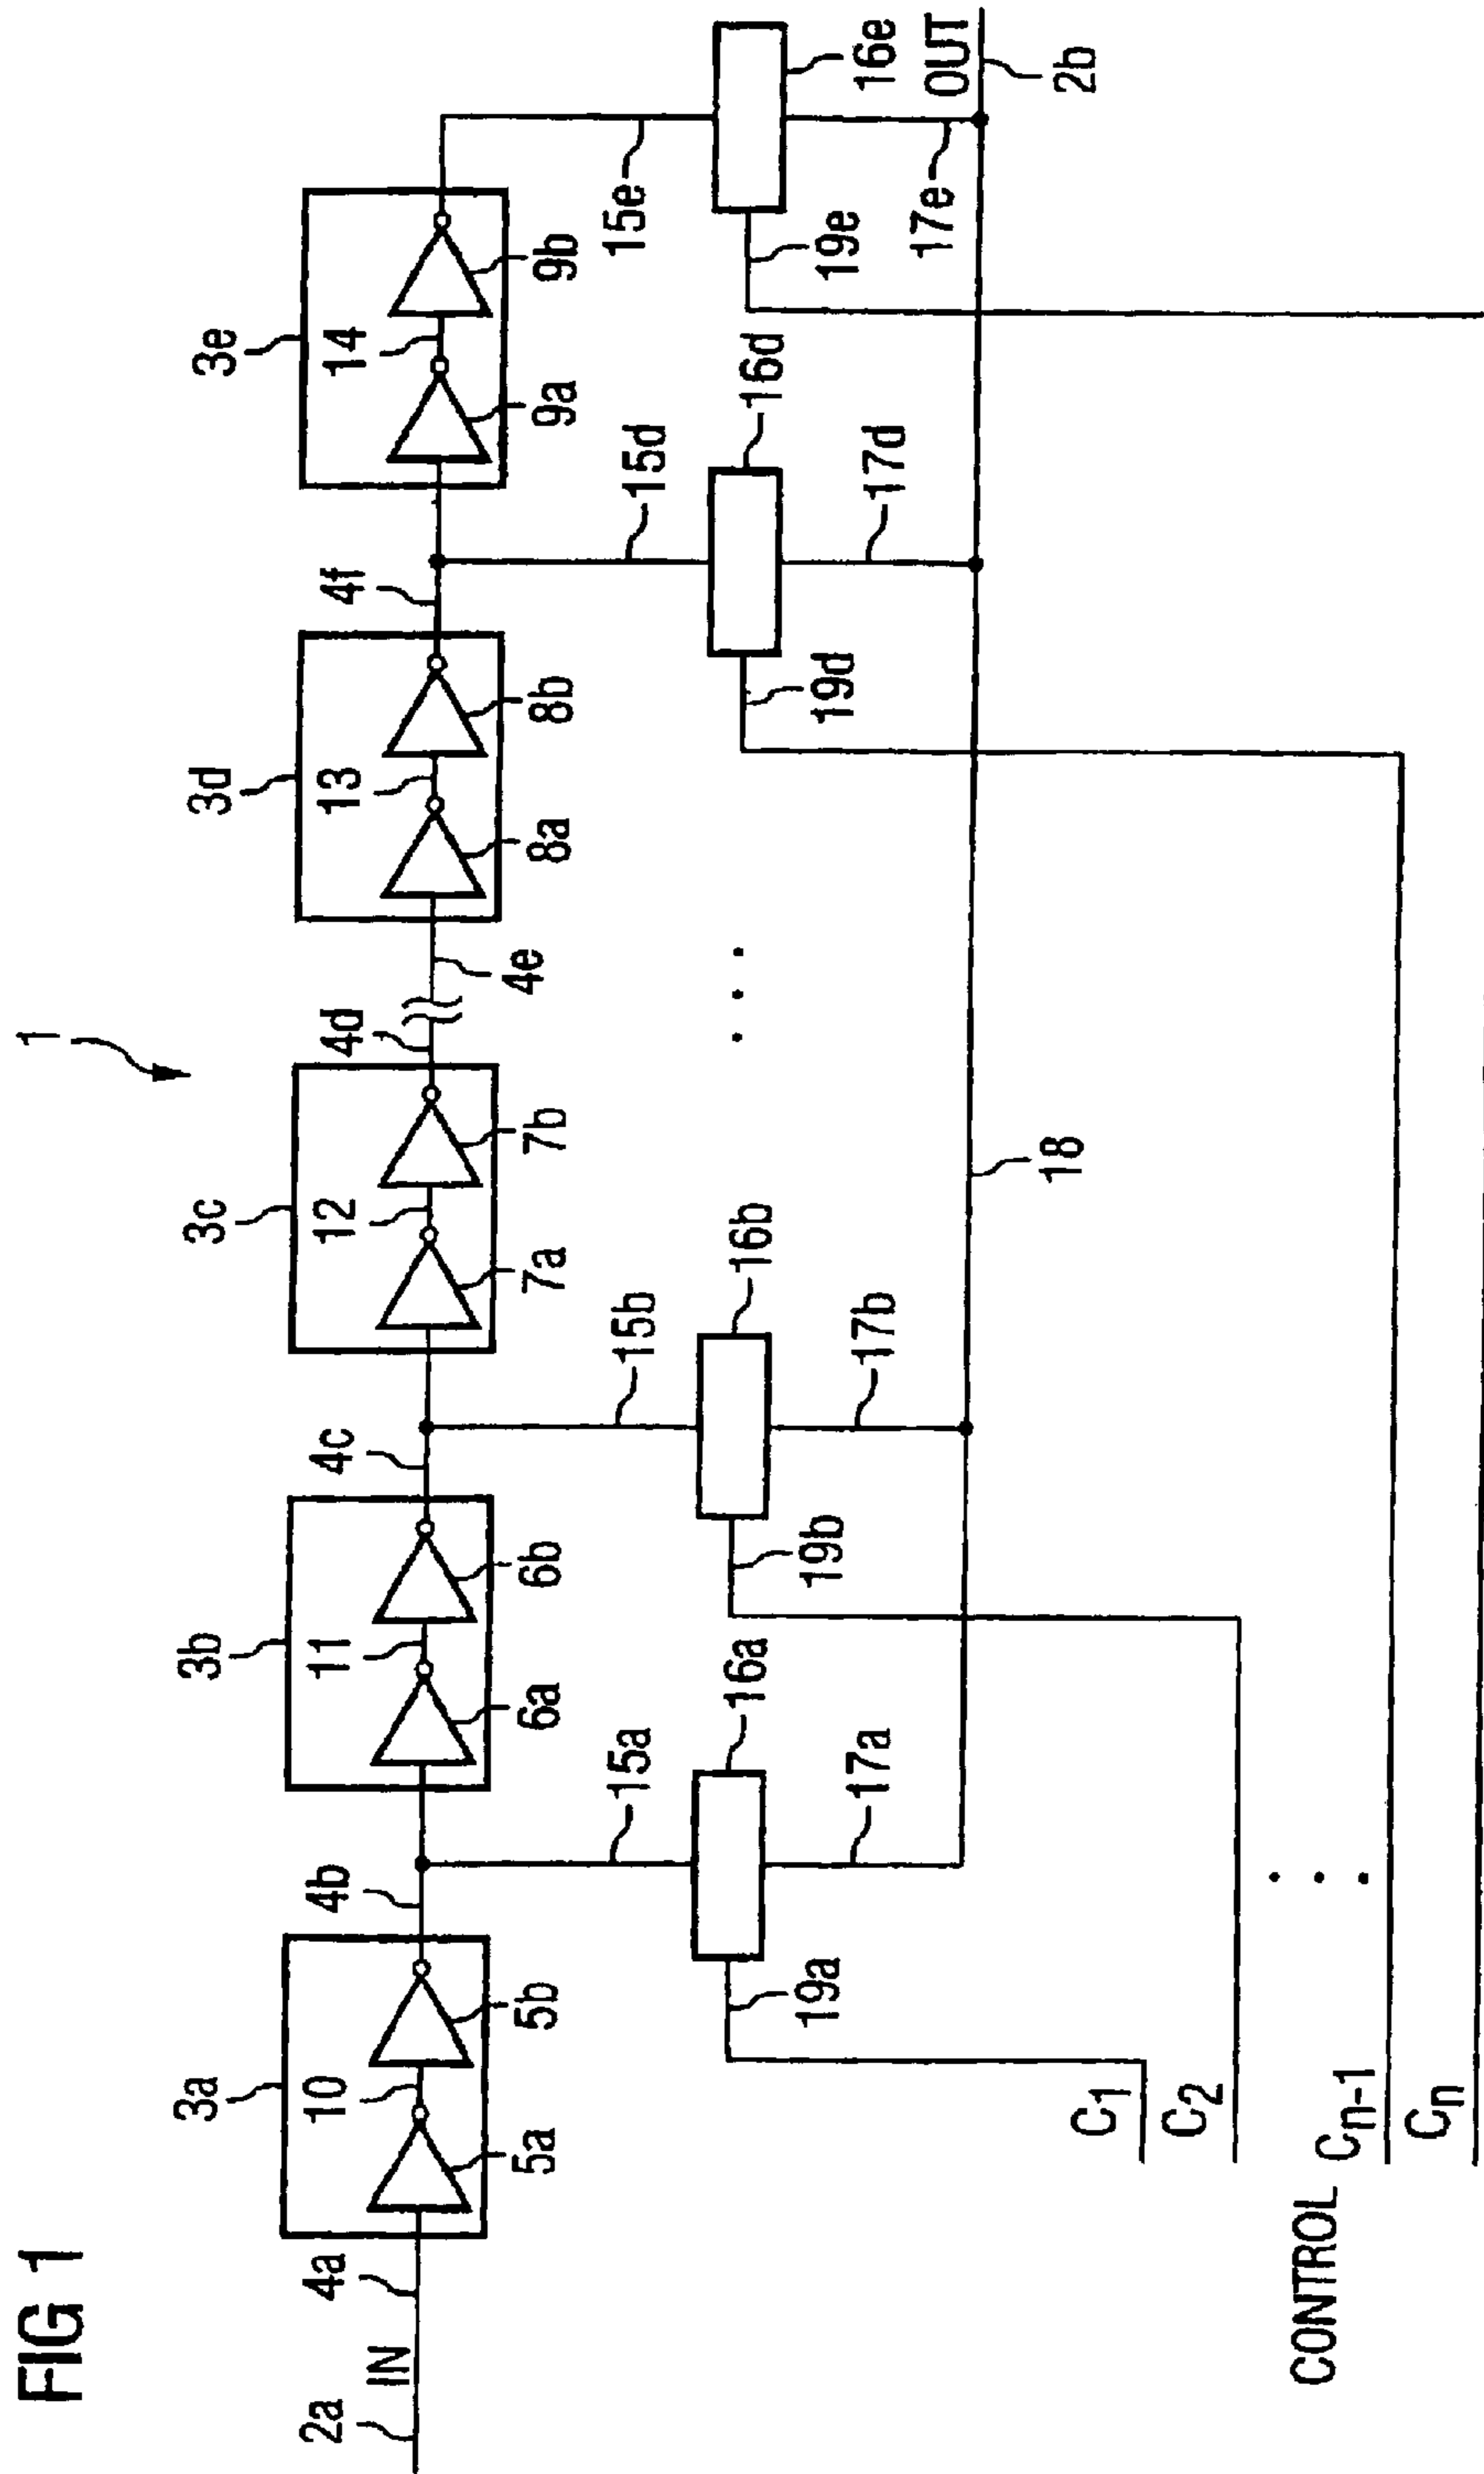 FIG 1
1
3a
3b
3c
3d
3e
2a
IN
4a
10
4b
11
4c
12
4d
13
4f
14
5a
5b
6a
6b
7a
7b
4e
8a
8b
9a
9b
15a
15b
15d
15e
16a
16b
16d
16e
19a
17a
19b
17b
19d
17d
19e
17e
OUT
18
2b
C1
C2
CONTROL
Cn-1
Cn